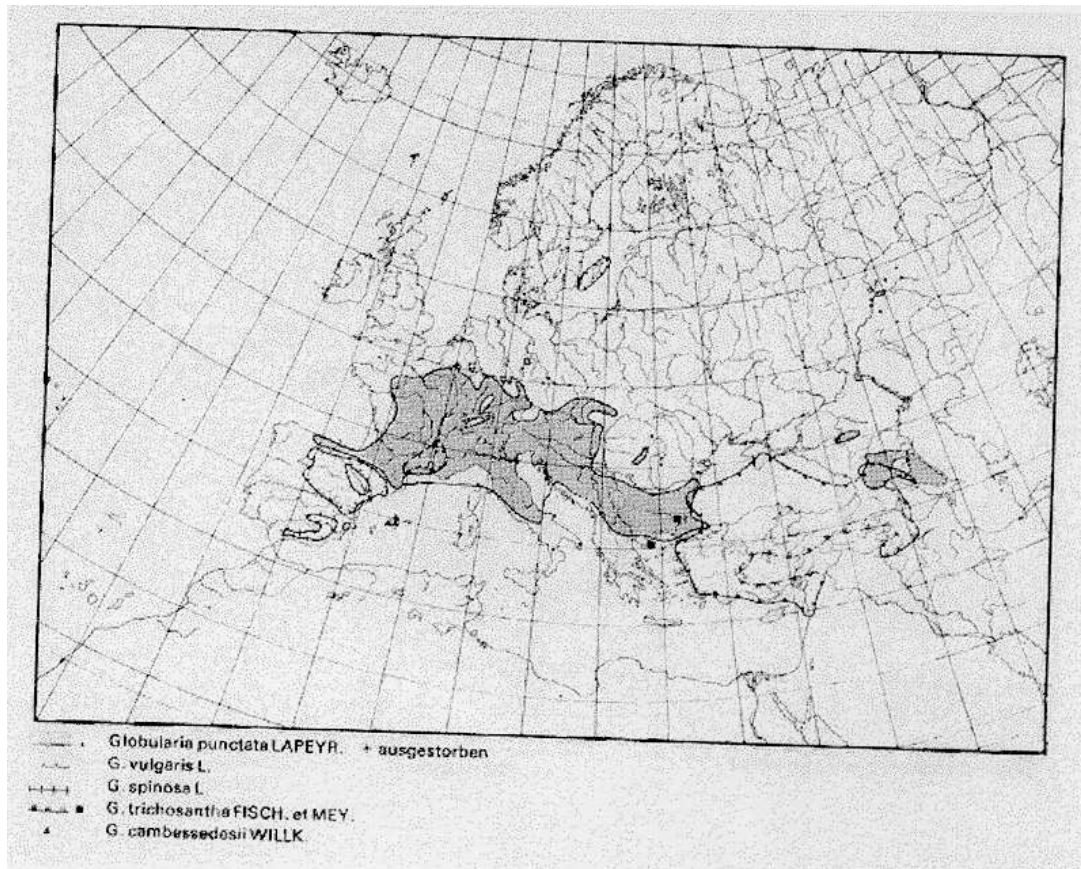 Globularia punctata LAPEYR. + ausgestorben
G. vulgaris L.
G. spinosa L
G. trichosantha FISCH. et MEY.
G. cambessedesii WILLK.